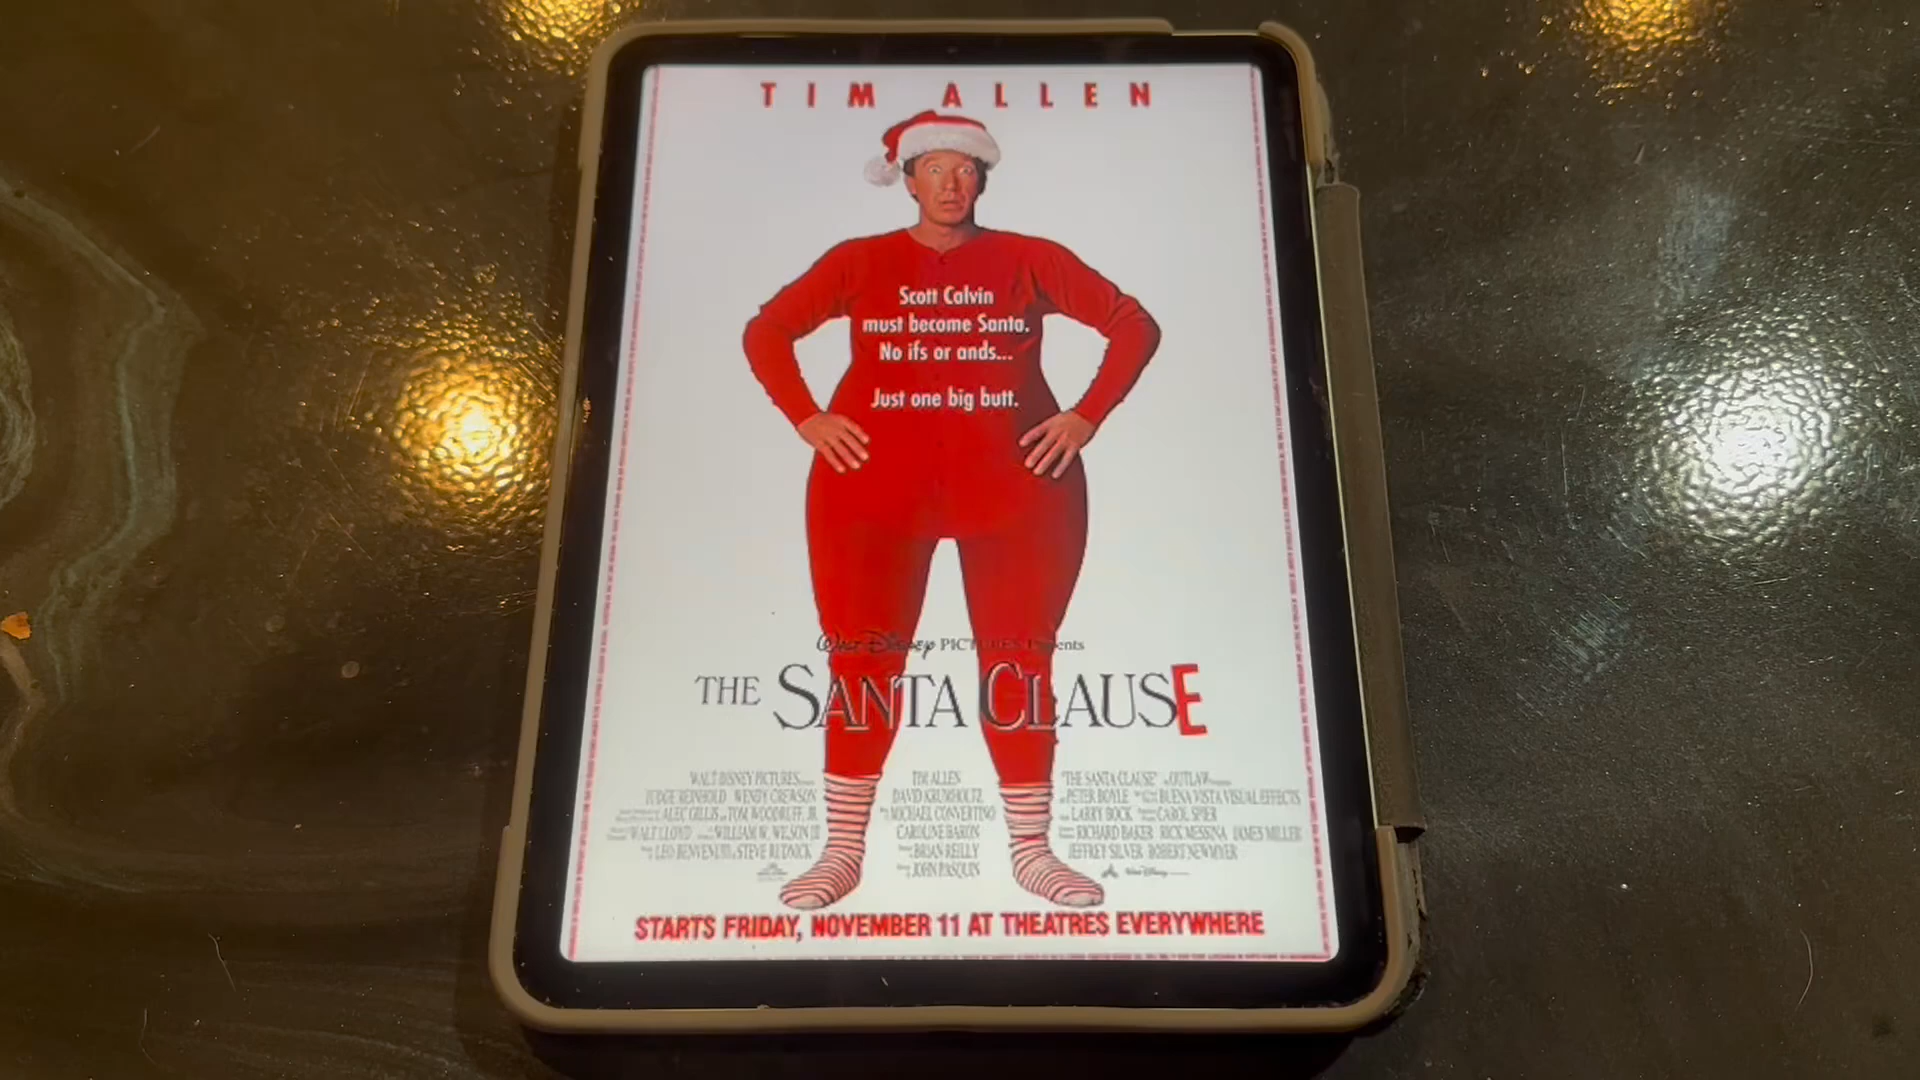 TIM ALLEN
Scott Calvin
must become Santa.
No ifs or ands...
Just one big butt.
Walt Disney PICTURES Presents
THE SANTA CLAUSE
WALT DISNEY PICTURES TIM ALLEN "THE SANTA CLAUSE" OUTLAW
JUDGE REINHOLD WENDY CREWSON DAVID KRUMHOLTZ PETER BOYLE BUENA VISTA VISUAL EFFECTS
ALEC GILLIS TOM WOODRUFF, JR. MICHAEL CONVERTINO LARRY BOCK CAROL SPIER
WALT LLOYD WILLIAM W. WILSON III CAROLINE BARON RICHARD BAKER RICK MESSINA JAMES MILLER
LEO BENVENUTI STEVE RUDNICK BRIAN REILLY JEFFREY SILVER ROBERT NEWMYER
JOHN PASQUIN Walt Disney
STARTS FRIDAY, NOVEMBER 11 AT THEATRES EVERYWHERE